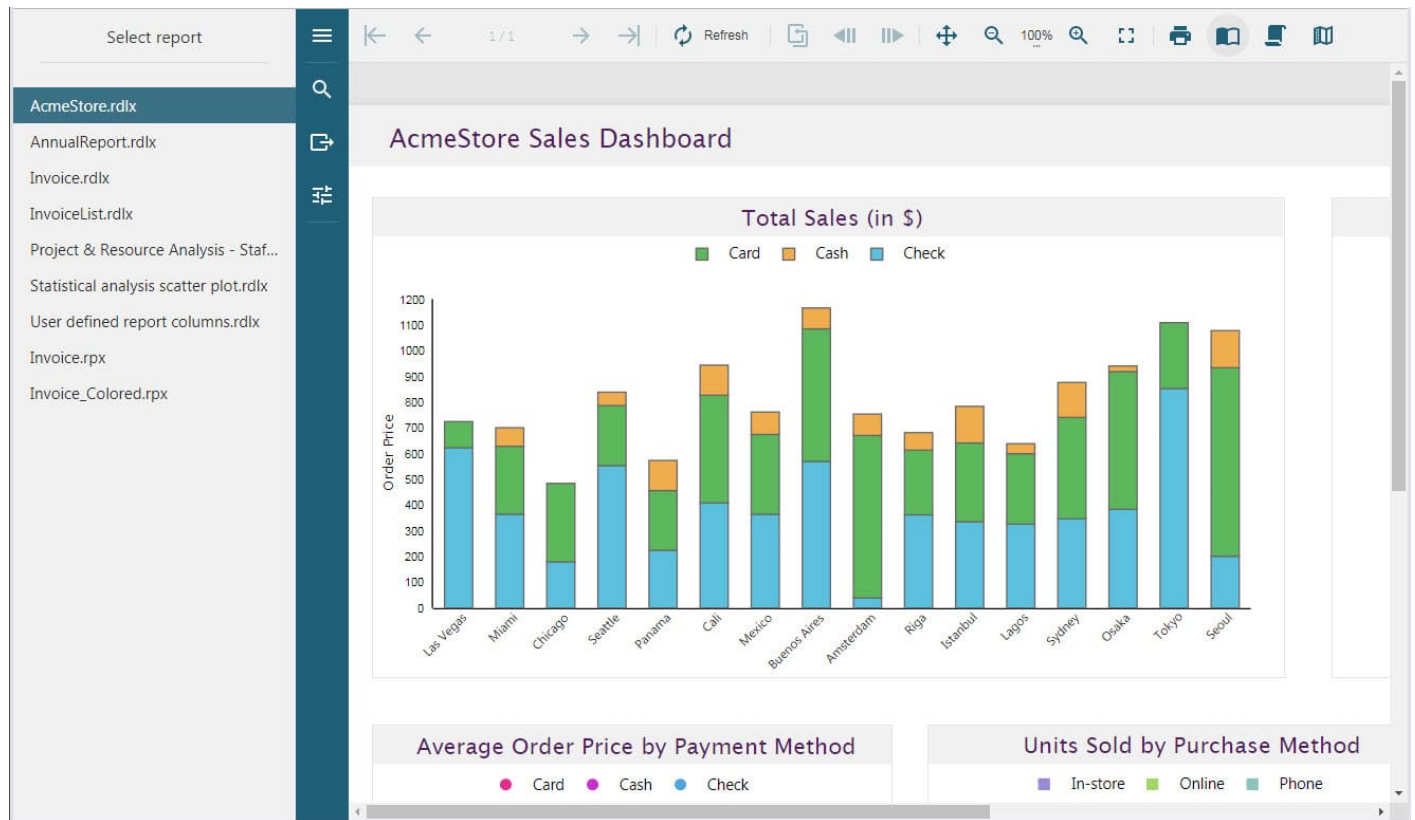 Select report
AcmeStore.rdlx
AnnualReport.rdlx
Invoice.rdlx
InvoiceList.rdlx
Project & Resource Analysis - Staf...
Statistical analysis scatter plot.rdlx
User defined report columns.rdlx
Invoice.rpx
Invoice_Colored.rpx
1/1 Refresh 100%
AcmeStore Sales Dashboard
Total Sales (in $)
Card Cash Check
Order Price
1200
1100
1000
900
800
700
600
500
400
300
200
100
0
Las Vegas Miami Chicago Seattle Panama Cali Mexico Buenos Aires Amsterdam Riga Istanbul Lagos Sydney Osaka Tokyo Seoul
Average Order Price by Payment Method
Card Cash Check
Units Sold by Purchase Method
In-store Online Phone